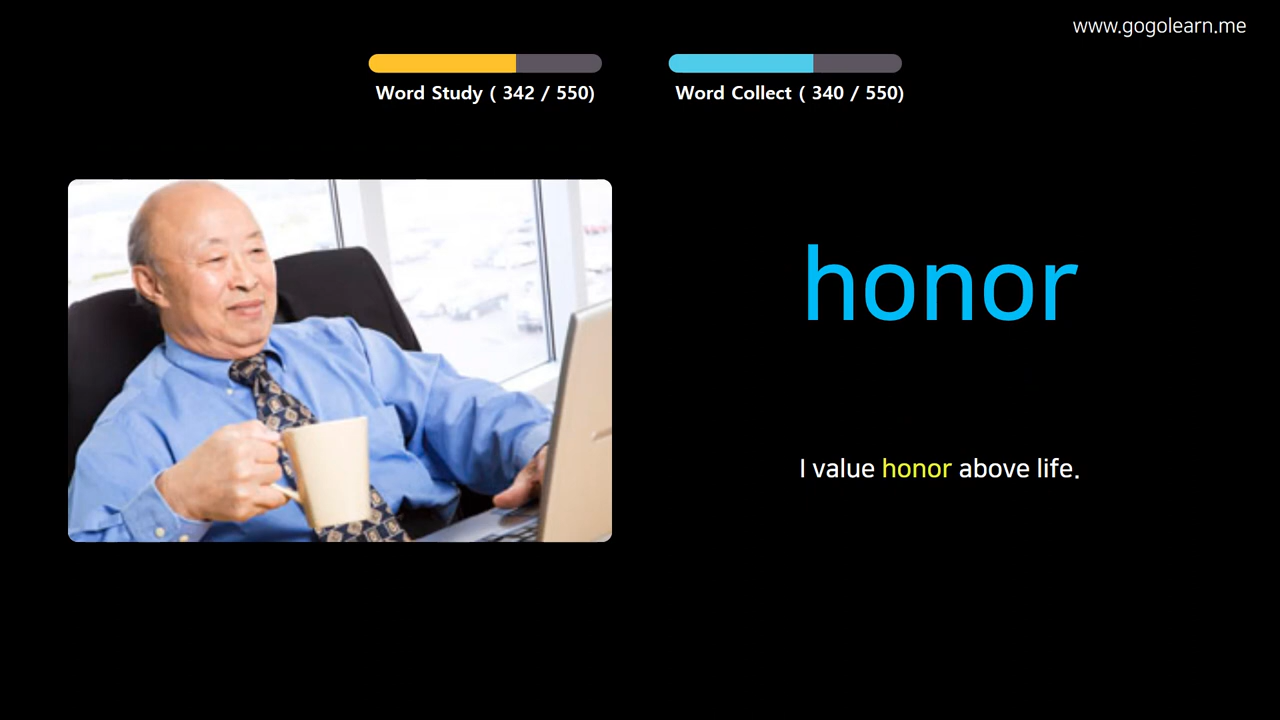 www.gogolearn.me
Word Study ( 342 / 550)
Word Collect ( 340 / 550)
honor
I value honor above life.